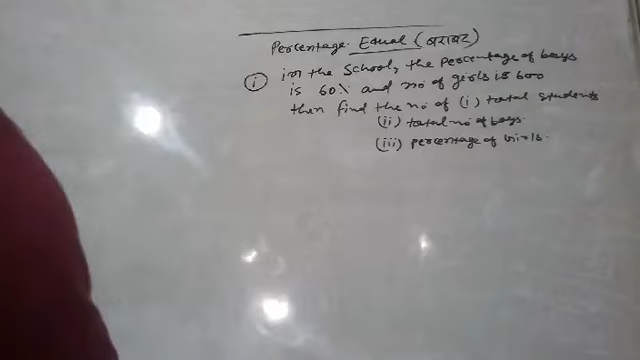 Percentage. Equal (बराबर)
(i) in the school, the percentage of boys
is 60% and no of girls is 600
then find the no of (i) total students
(ii) total no of boys.
(iii) percentage of Girls.